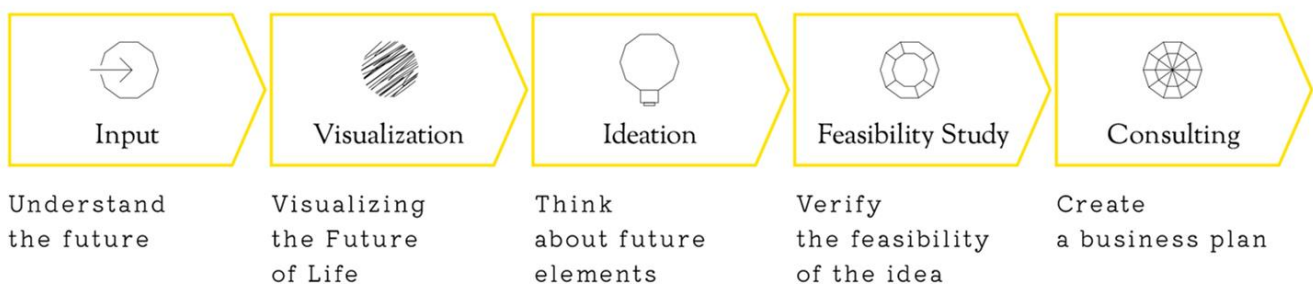 Input
Visualization
Ideation
Feasibility Study
Consulting
Understand
the future
Visualizing
the Future
of Life
Think
about future
elements
Verify
the feasibility
of the idea
Create
a business plan